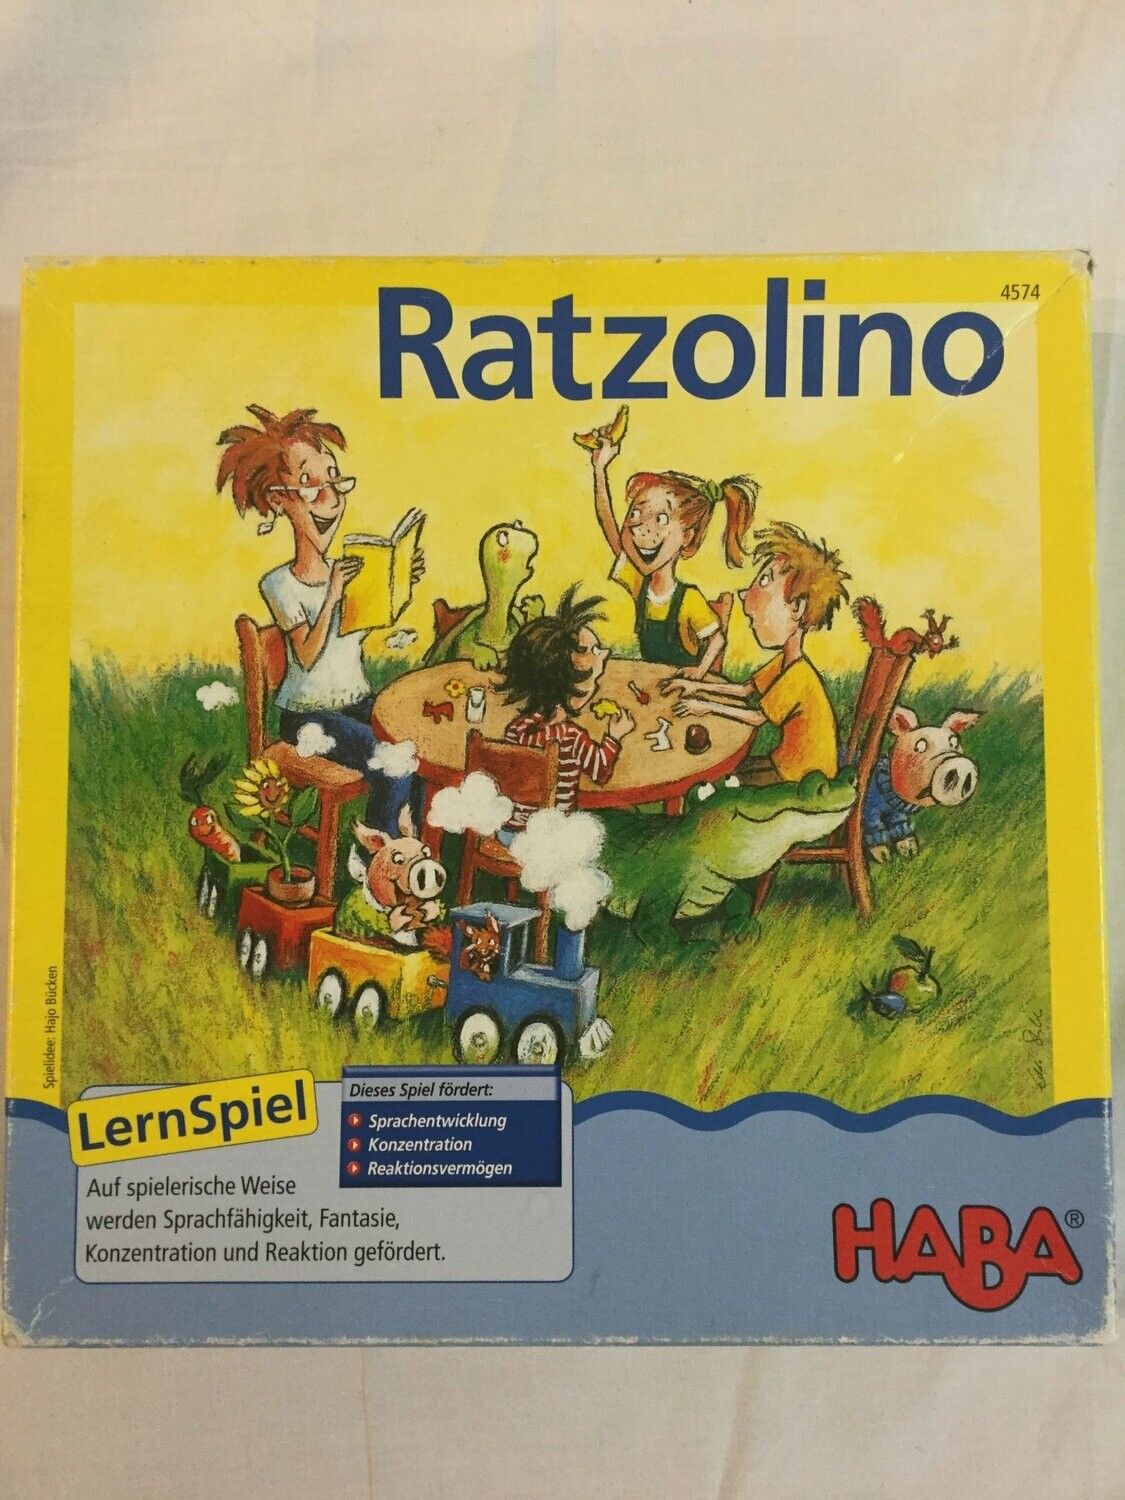 4574
Ratzolino
Spielidee: Hajo Bücken
LernSpiel
Dieses Spiel fördert:
Sprachentwicklung
Konzentration
Reaktionsvermögen
Auf spielerische Weise
werden Sprachfähigkeit, Fantasie,
Konzentration und Reaktion gefördert.
HABA®